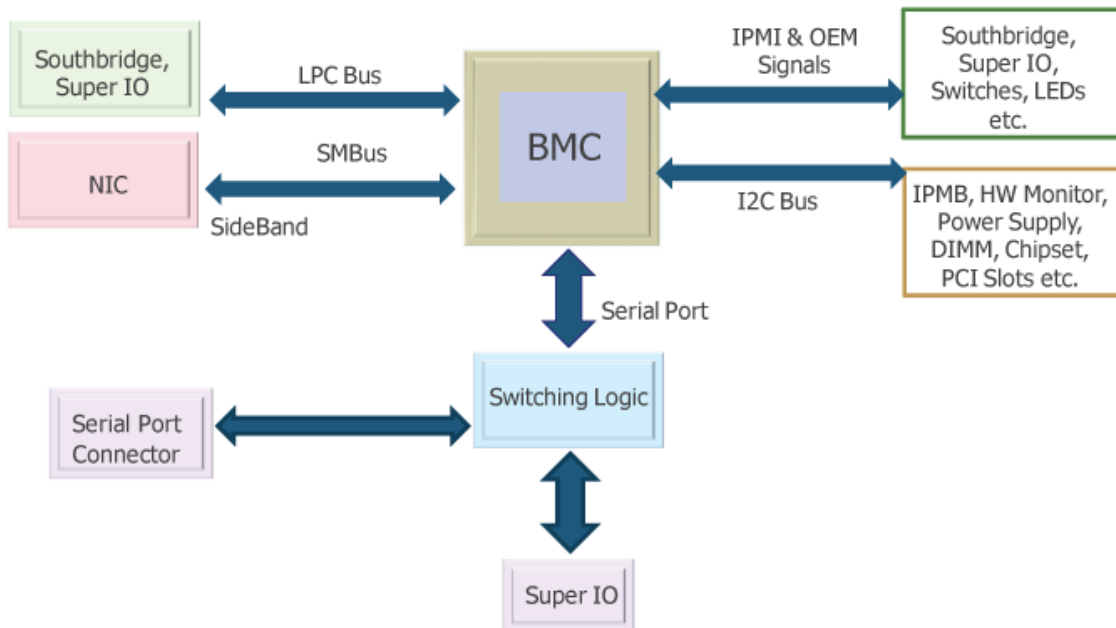 Southbridge,
Super IO
LPC Bus
NIC
SMBus
SideBand
BMC
IPMI & OEM
Signals
Southbridge,
Super IO,
Switches, LEDs
etc.
I2C Bus
IPMB, HW Monitor,
Power Supply,
DIMM, Chipset,
PCI Slots etc.
Serial Port
Switching Logic
Serial Port
Connector
Super IO